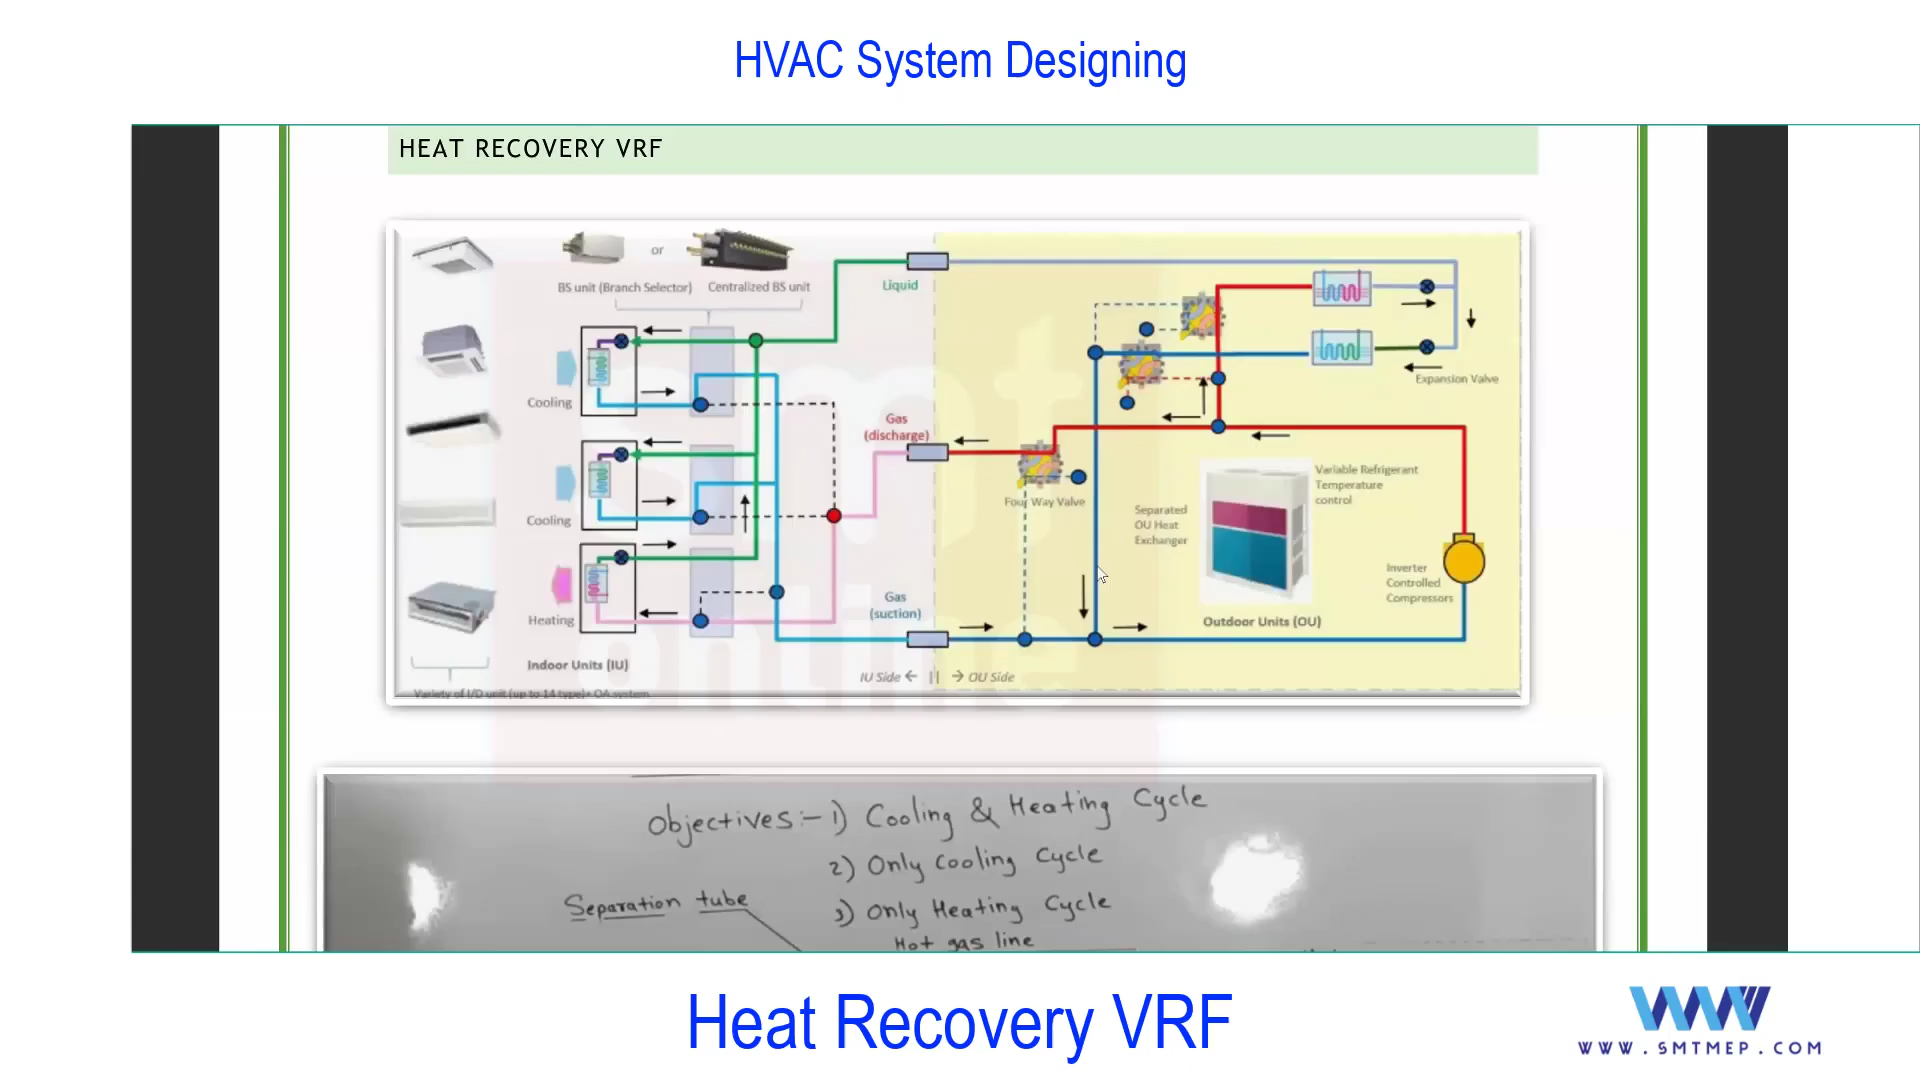 HVAC System Designing
HEAT RECOVERY VRF
or
BS unit (Branch Selector)
Centralized BS unit
Liquid
Cooling
Expansion Valve
Gas
(discharge)
Four Way Valve
Variable Refrigerant
Temperature
control
Separated
OU Heat
Exchanger
Cooling
Inverter
Controlled
Compressors
Gas
(suction)
Heating
Outdoor Units (OU)
Indoor Units (IU)
IU Side ← || → OU Side
Variety of I/D unit (up to 14 type)+ OA system
smt
online
Objectives:- 1) Cooling & Heating Cycle
2) Only Cooling Cycle
Separation tube
3) Only Heating Cycle
Hot gas line
Heat Recovery VRF
WWW.SMTMEP.COM